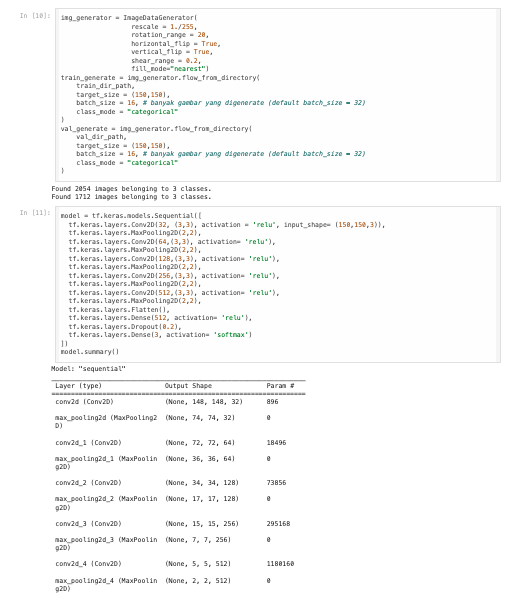 In [10]:
img_generator = ImageDataGenerator(
rescale = 1./255,
rotation_range = 20,
horizontal_flip = True,
vertical_flip = True,
shear_range = 0.2,
fill_mode="nearest")
train_generate = img_generator.flow_from_directory(
train_dir_path,
target_size = (150,150),
batch_size = 16, # banyak gambar yang digenerate (default batch_size = 32)
class_mode = "categorical"
)
val_generate = img_generator.flow_from_directory(
val_dir_path,
target_size = (150,150),
batch_size = 16, # banyak gambar yang digenerate (default batch_size = 32)
class_mode = "categorical"
)
Found 2054 images belonging to 3 classes.
Found 1712 images belonging to 3 classes.
In [11]:
model = tf.keras.models.Sequential([
tf.keras.layers.Conv2D(32, (3,3), activation = 'relu', input_shape= (150,150,3)),
tf.keras.layers.MaxPooling2D(2,2),
tf.keras.layers.Conv2D(64,(3,3), activation= 'relu'),
tf.keras.layers.MaxPooling2D(2,2),
tf.keras.layers.Conv2D(128,(3,3), activation= 'relu'),
tf.keras.layers.MaxPooling2D(2,2),
tf.keras.layers.Conv2D(256,(3,3), activation= 'relu'),
tf.keras.layers.MaxPooling2D(2,2),
tf.keras.layers.Conv2D(512,(3,3), activation= 'relu'),
tf.keras.layers.MaxPooling2D(2,2),
tf.keras.layers.Flatten(),
tf.keras.layers.Dense(512, activation= 'relu'),
tf.keras.layers.Dropout(0.2),
tf.keras.layers.Dense(3, activation= 'softmax')
])
model.summary()
Model: "sequential"
Layer (type) Output Shape Param #
conv2d (Conv2D) (None, 148, 148, 32) 896
max_pooling2d (MaxPooling2 (None, 74, 74, 32) 0
D)
conv2d_1 (Conv2D) (None, 72, 72, 64) 18496
max_pooling2d_1 (MaxPoolin (None, 36, 36, 64) 0
g2D)
conv2d_2 (Conv2D) (None, 34, 34, 128) 73856
max_pooling2d_2 (MaxPoolin (None, 17, 17, 128) 0
g2D)
conv2d_3 (Conv2D) (None, 15, 15, 256) 295168
max_pooling2d_3 (MaxPoolin (None, 7, 7, 256) 0
g2D)
conv2d_4 (Conv2D) (None, 5, 5, 512) 1180160
max_pooling2d_4 (MaxPoolin (None, 2, 2, 512) 0
g2D)